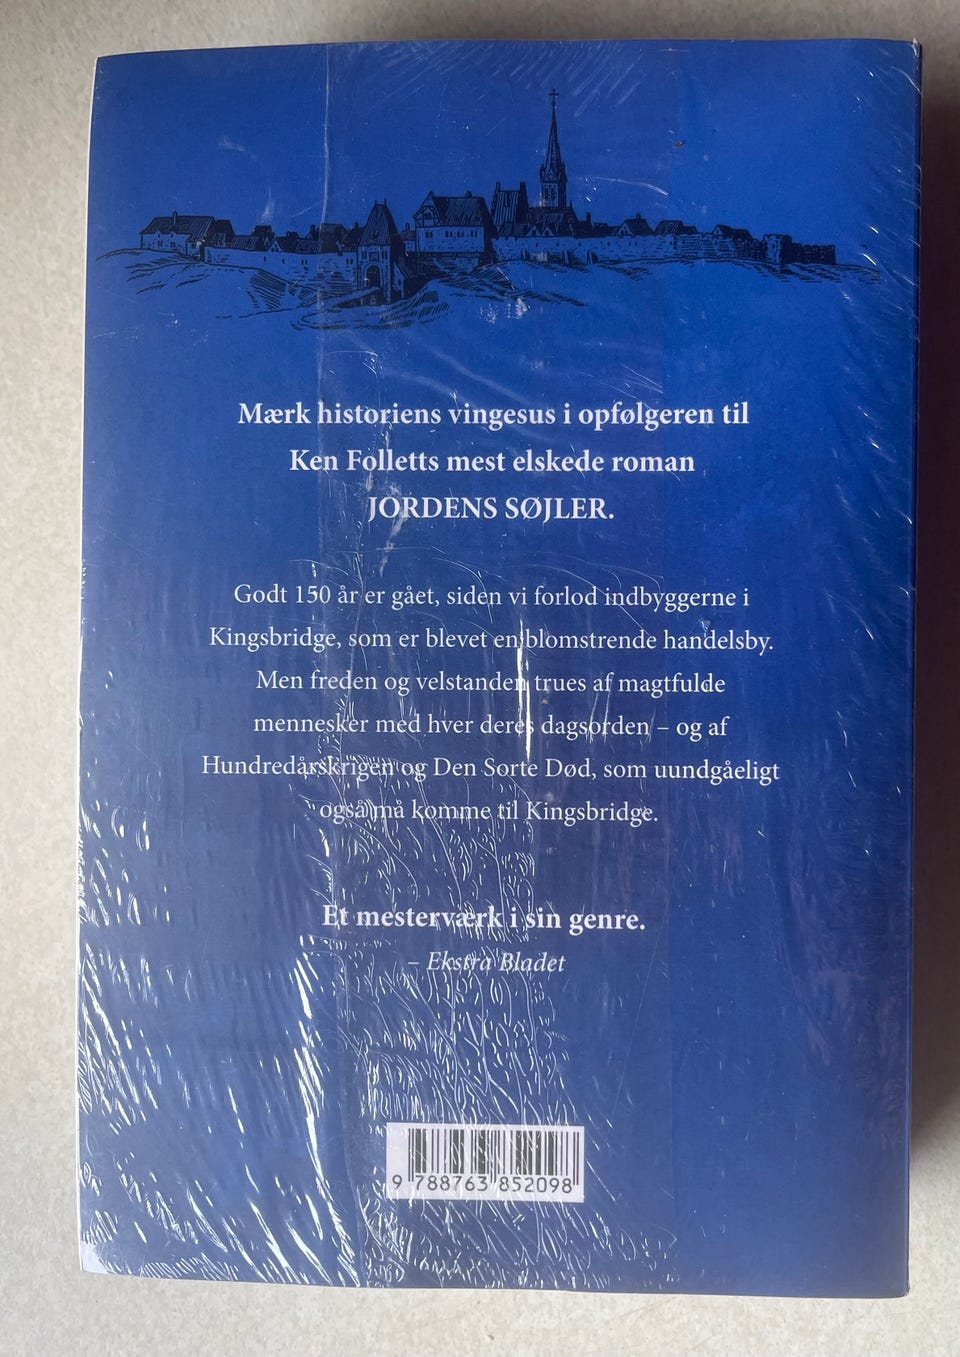 Mærk historiens vingesus i opfølgeren til
Ken Folletts mest elskede roman
JORDENS SØJLER.
Godt 150 år er gået, siden vi forlod indbyggerne i
Kingsbridge, som er blevet en blomstrende handelsby.
Men freden og velstanden trues af magtfulde
mennesker med hver deres dagsorden – og af
Hundredårskrigen og Den Sorte Død, som uundgåeligt
også må komme til Kingsbridge.
Et mesterværk i sin genre.
– Ekstra Bladet
9 788763 852098